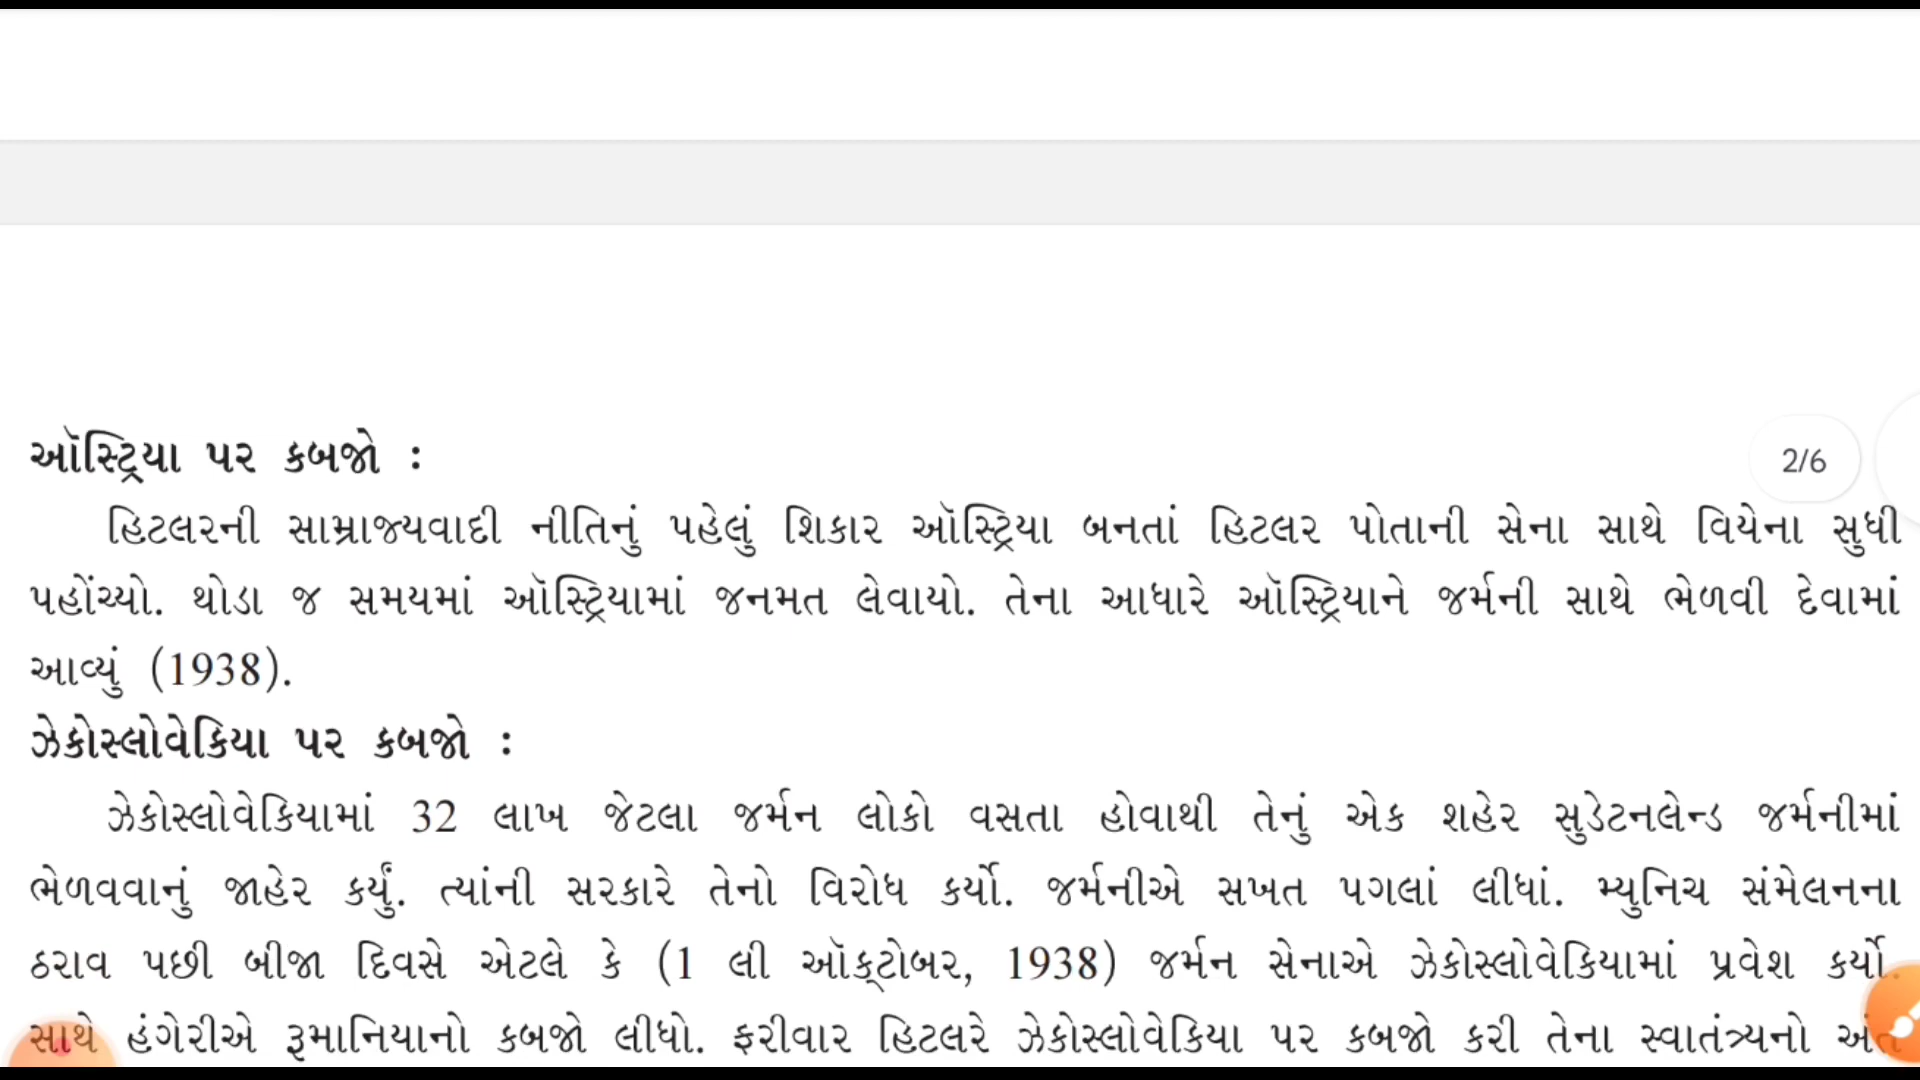 ઑસ્ટ્રિયા પર કબજો :
2/6
હિટલરની સામ્રાજ્યવાદી નીતિનું પહેલું શિકાર ઑસ્ટ્રિયા બનતાં હિટલર પોતાની સેના સાથે વિયેના સુધી
પહોંચ્યો. થોડા જ સમયમાં ઑસ્ટ્રિયામાં જનમત લેવાયો. તેના આધારે ઑસ્ટ્રિયાને જર્મની સાથે ભેળવી દેવામાં
આવ્યું (1938).
ઝેકોસ્લોવેકિયા પર કબજો :
ઝેકોસ્લોવેકિયામાં 32 લાખ જેટલા જર્મન લોકો વસતા હોવાથી તેનું એક શહેર સુડેટનલેન્ડ જર્મનીમાં
ભેળવવાનું જાહેર કર્યું. ત્યાંની સરકારે તેનો વિરોધ કર્યો. જર્મનીએ સખત પગલાં લીધાં. મ્યુનિચ સંમેલનના
ઠરાવ પછી બીજા દિવસે એટલે કે (1 લી ઑક્ટોબર, 1938) જર્મન સેનાએ ઝેકોસ્લોવેકિયામાં પ્રવેશ કર્યો.
સાથે હંગેરીએ રૂમાનિયાનો કબજો લીધો. ફરીવાર હિટલરે ઝેકોસ્લોવેકિયા પર કબજો કરી તેના સ્વાતંત્ર્યનો અંત